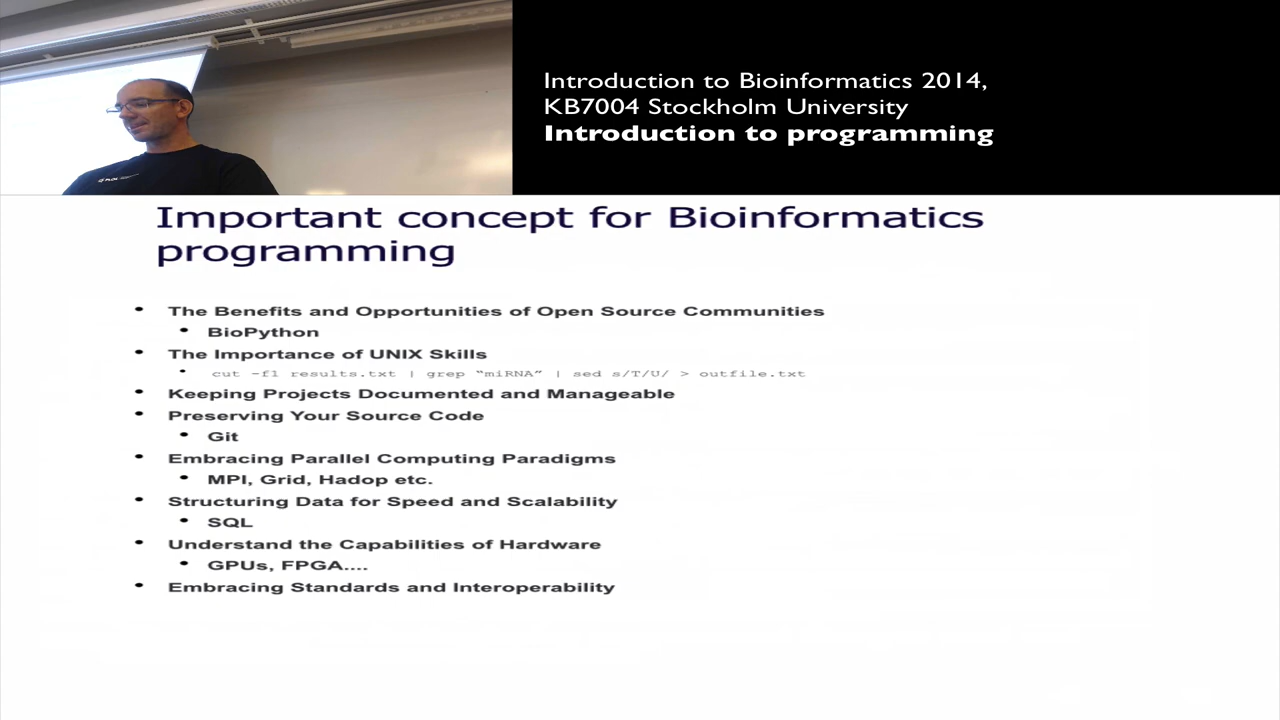 Introduction to Bioinformatics 2014,
KB7004 Stockholm University
Introduction to programming
Important concept for Bioinformatics
programming
• The Benefits and Opportunities of Open Source Communities
• BioPython
• The Importance of UNIX Skills
• cut -f1 results.txt | grep “miRNA” | sed s/T/U/ > outfile.txt
• Keeping Projects Documented and Manageable
• Preserving Your Source Code
• Git
• Embracing Parallel Computing Paradigms
• MPI, Grid, Hadop etc.
• Structuring Data for Speed and Scalability
• SQL
• Understand the Capabilities of Hardware
• GPUs, FPGA....
• Embracing Standards and Interoperability